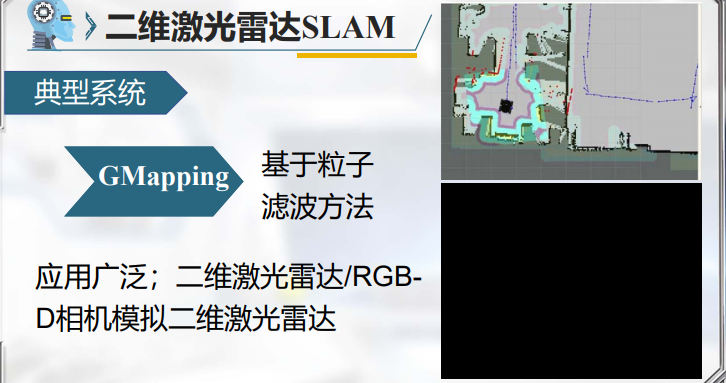 二维激光雷达SLAM
典型系统
GMapping
基于粒子
滤波方法
应用广泛；二维激光雷达/RGB-
D相机模拟二维激光雷达